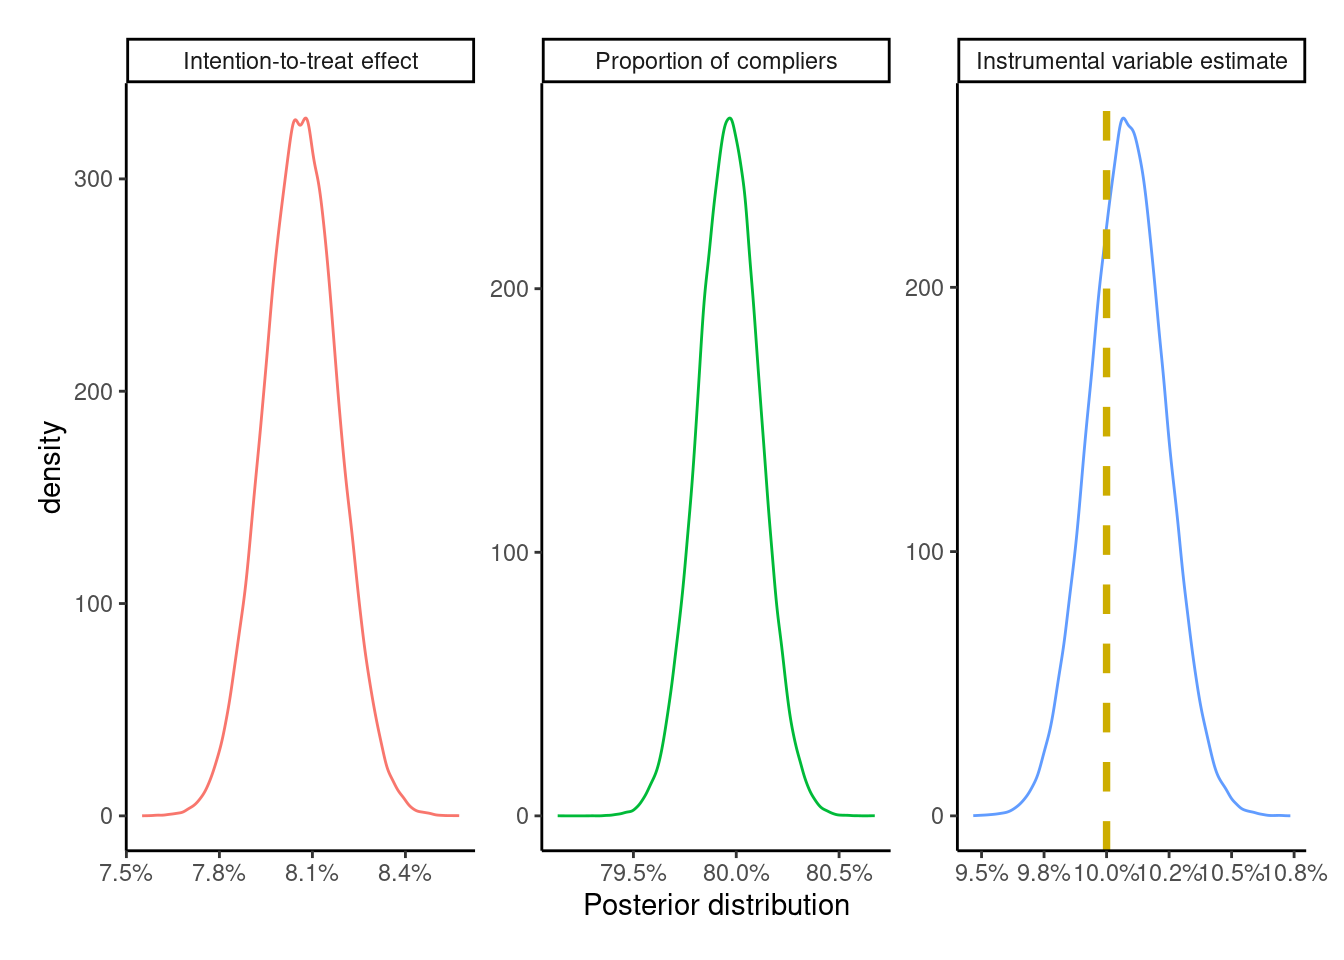 Intention-to-treat effect
Proportion of compliers
Instrumental variable estimate
density
300
200
100
0
7.5% 7.8% 8.1% 8.4%
200
100
0
79.5% 80.0% 80.5%
200
100
0
9.5% 9.8% 10.0% 10.2% 10.5% 10.8%
Posterior distribution